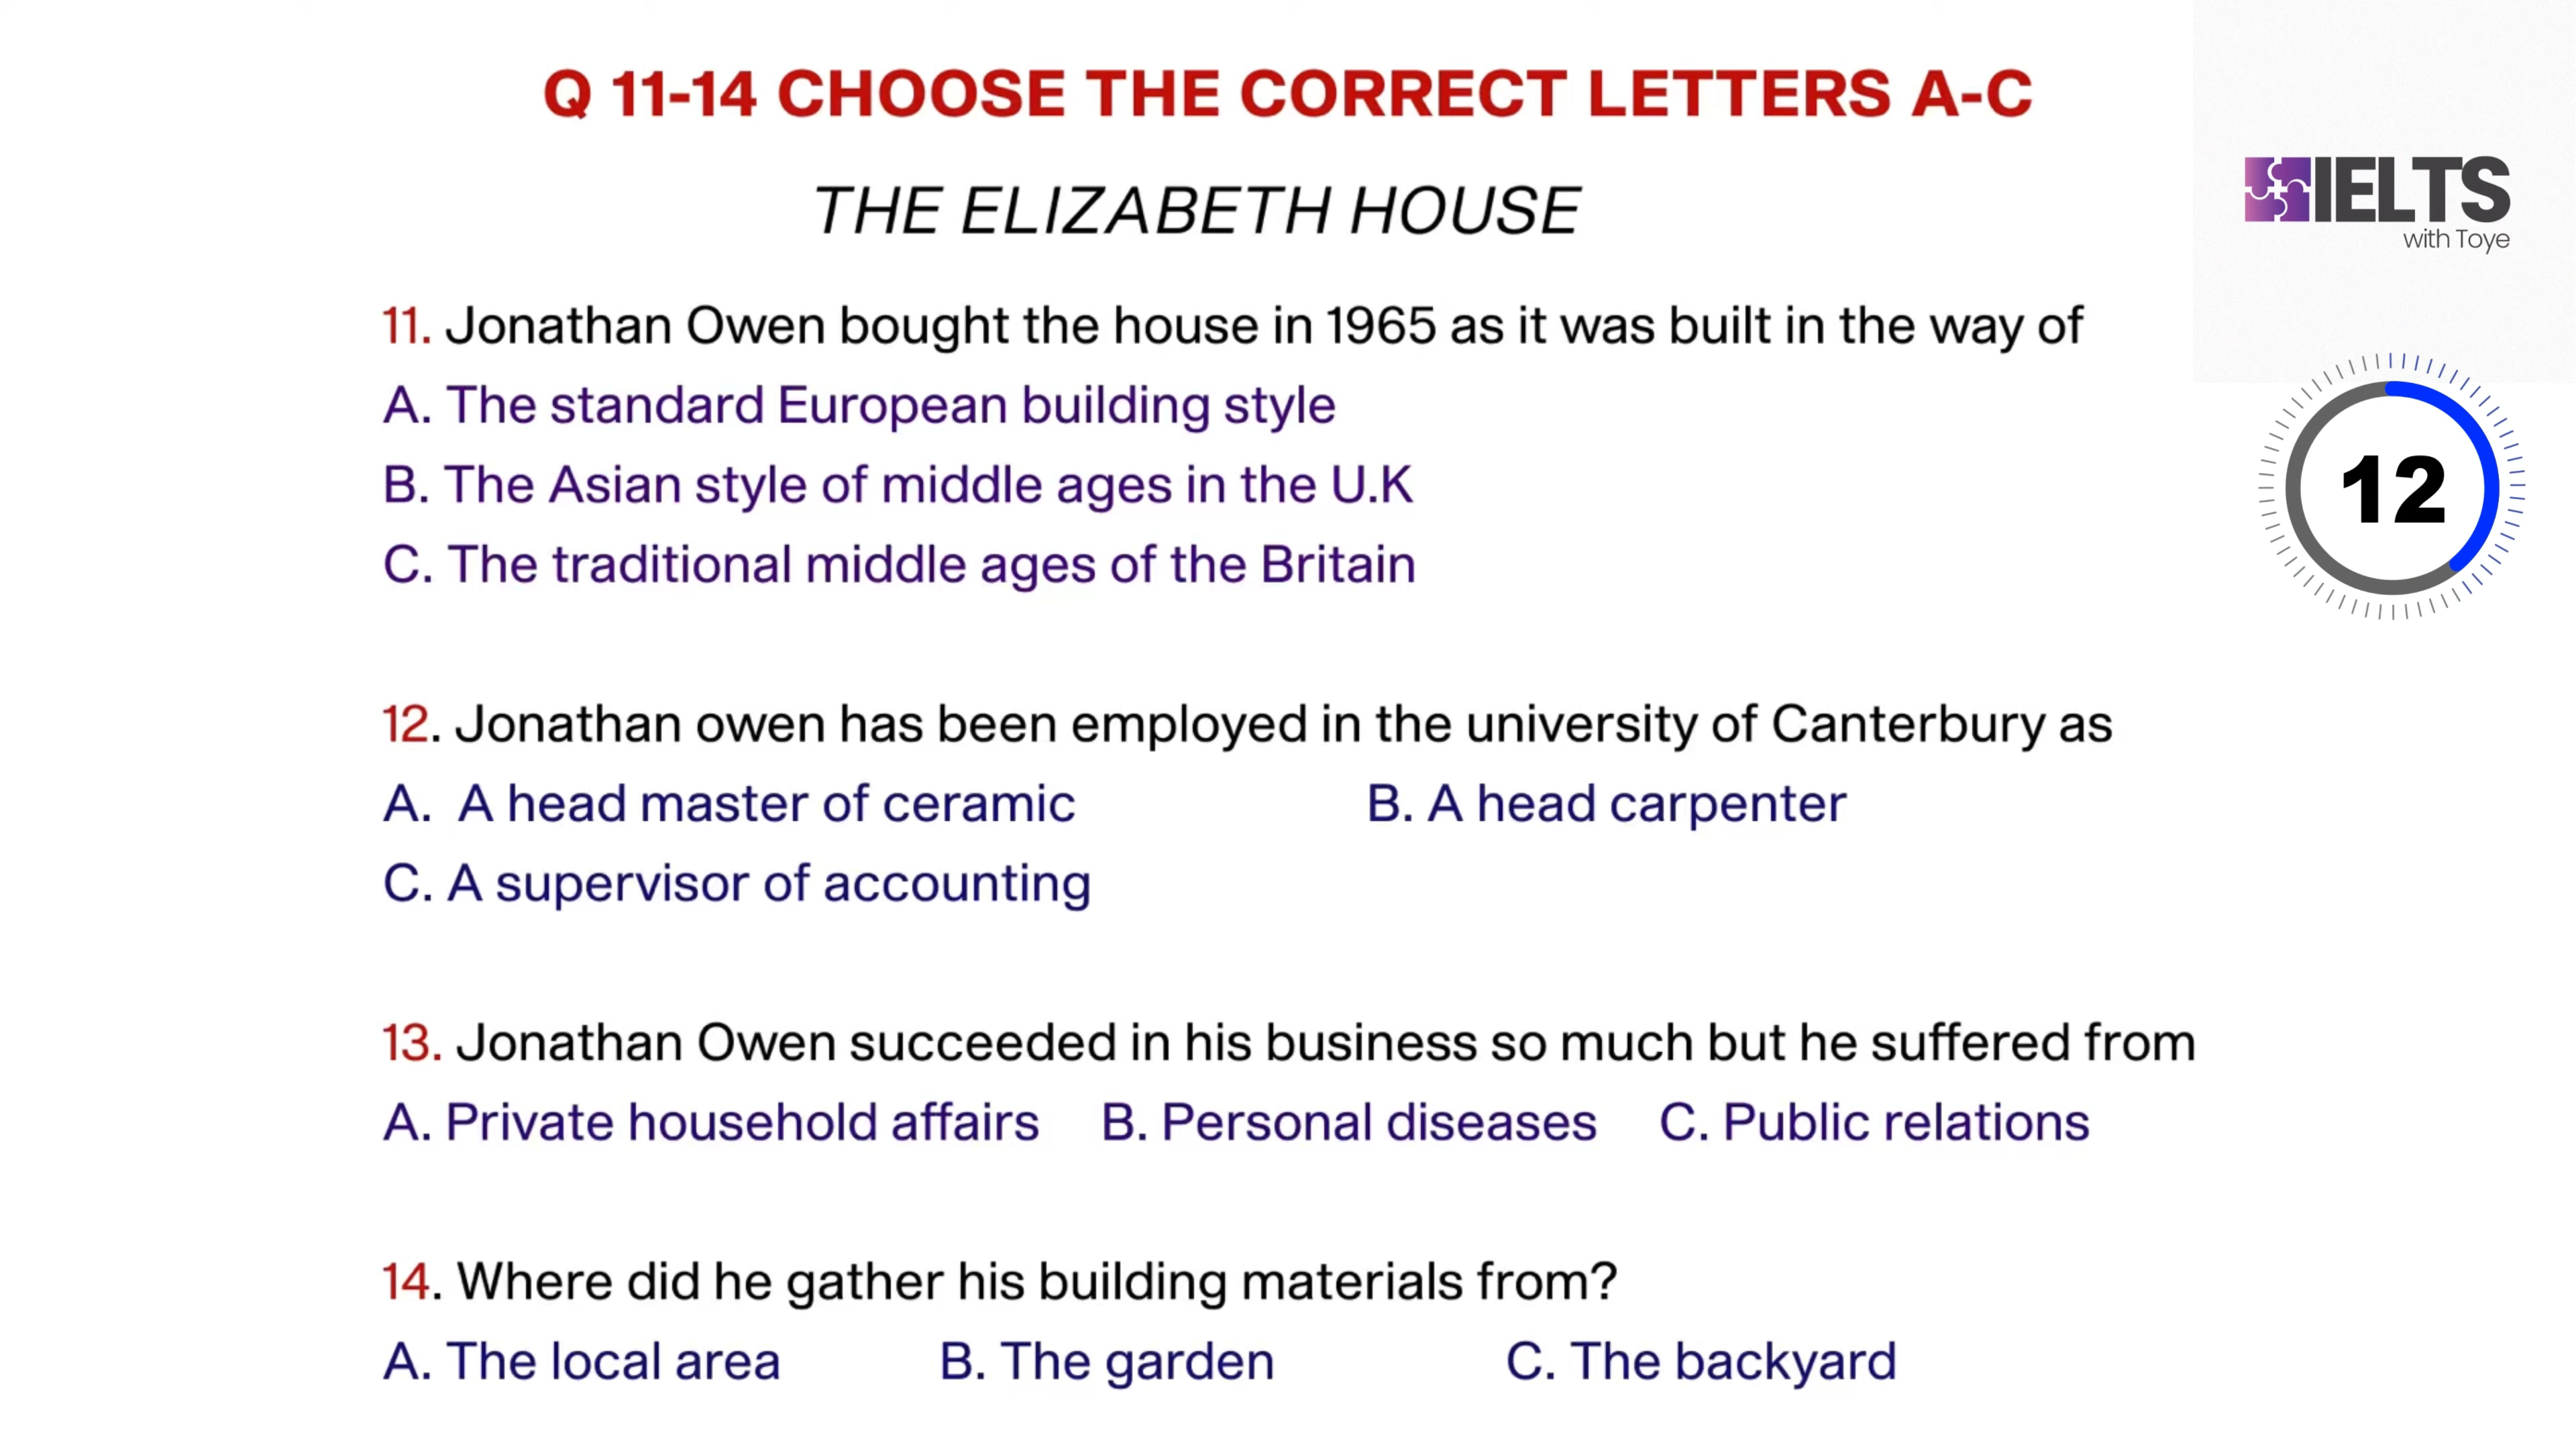 Q 11-14 CHOOSE THE CORRECT LETTERS A-C
THE ELIZABETH HOUSE
IELTS
with Toye
12
11. Jonathan Owen bought the house in 1965 as it was built in the way of
A. The standard European building style
B. The Asian style of middle ages in the U.K
C. The traditional middle ages of the Britain
12. Jonathan owen has been employed in the university of Canterbury as
A. A head master of ceramic B. A head carpenter
C. A supervisor of accounting
13. Jonathan Owen succeeded in his business so much but he suffered from
A. Private household affairs B. Personal diseases C. Public relations
14. Where did he gather his building materials from?
A. The local area B. The garden C. The backyard